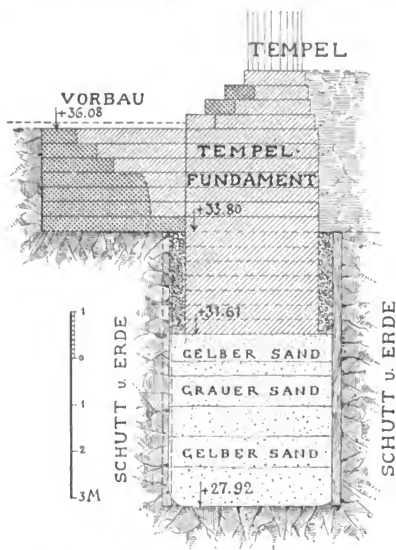 TEMPEL
VORBAU
+36.08
TEMPEL-
FUNDAMENT
+33.80
+31.61
GELBER SAND
GRAUER SAND
GELBER SAND
+27.92
SCHUTT u. ERDE
SCHUTT u. ERDE
1
0
1
2
3M